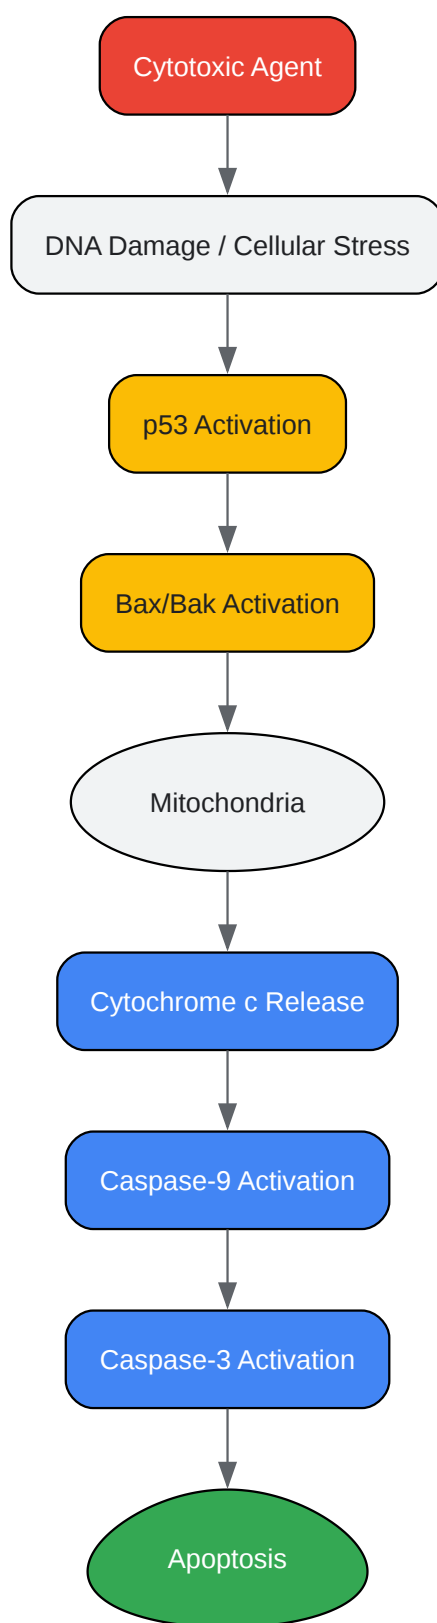 Cytotoxic Agent
DNA Damage / Cellular Stress
p53 Activation
Bax/Bak Activation
Mitochondria
Cytochrome c Release
Caspase-9 Activation
Caspase-3 Activation
Apoptosis